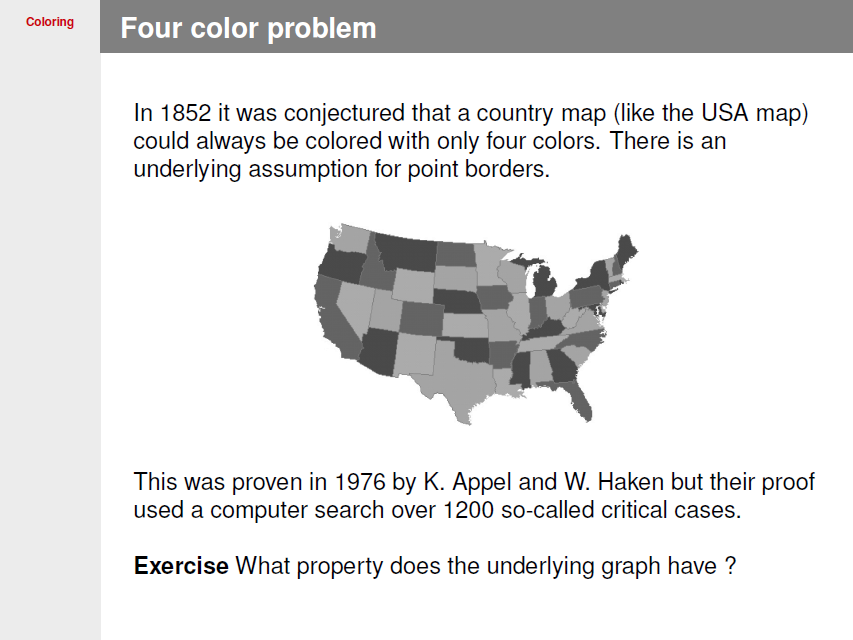 Coloring
Four color problem
In 1852 it was conjectured that a country map (like the USA map)
could always be colored with only four colors. There is an
underlying assumption for point borders.
This was proven in 1976 by K. Appel and W. Haken but their proof
used a computer search over 1200 so-called critical cases.
Exercise What property does the underlying graph have ?